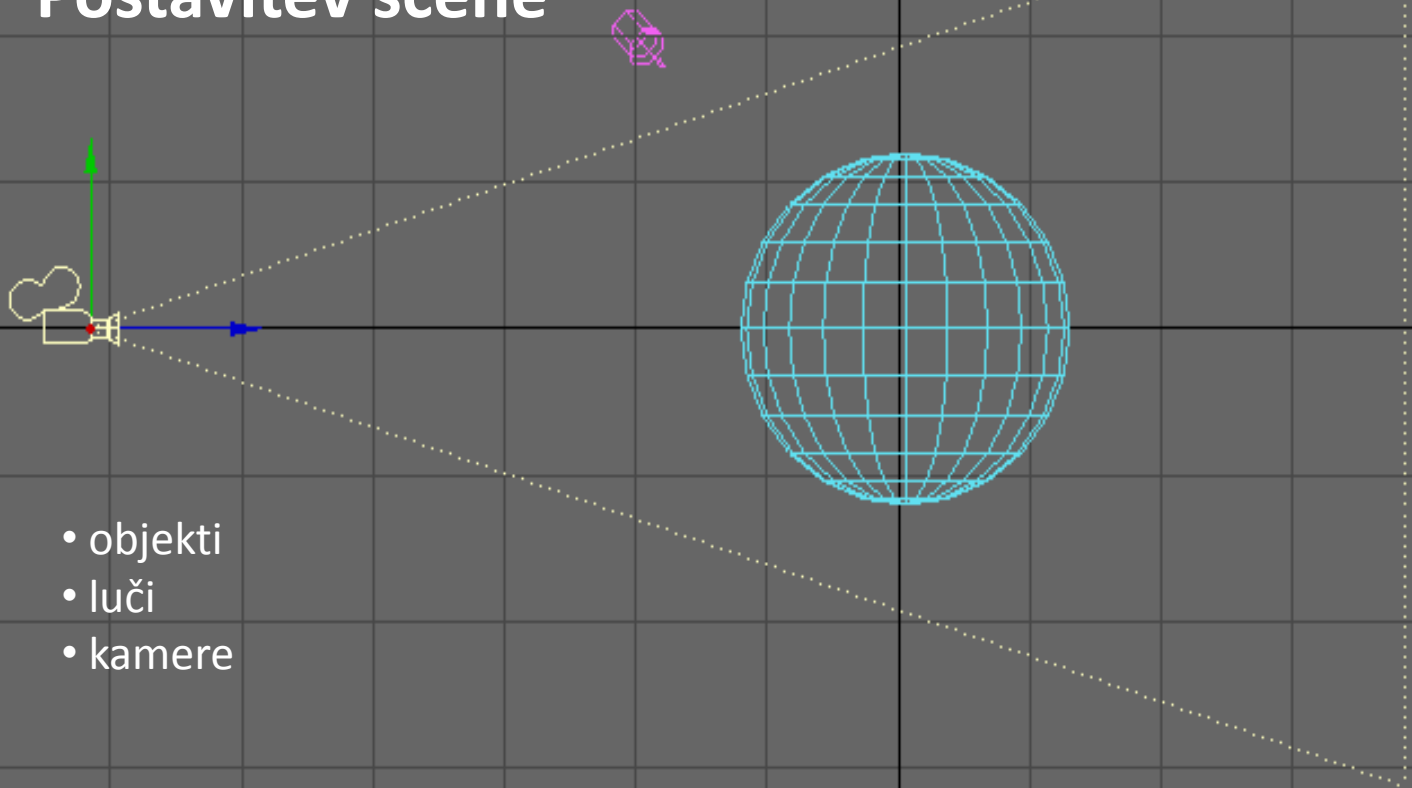 Postavitev scene
• objekti
• luči
• kamere